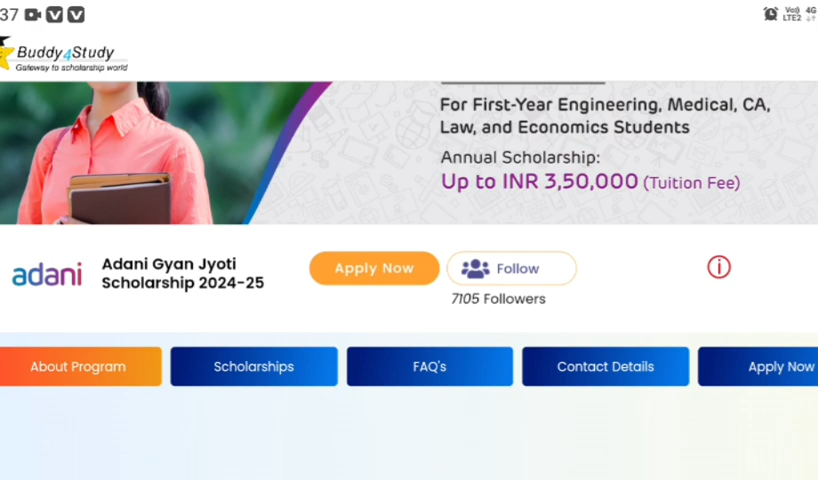 37
Vo)) 4G
LTE2
Buddy4Study
Gateway to scholarship world
For First-Year Engineering, Medical, CA,
Law, and Economics Students
Annual Scholarship:
Up to INR 3,50,000 (Tuition Fee)
adani
Adani Gyan Jyoti
Scholarship 2024-25
Apply Now
Follow
7105 Followers
About Program
Scholarships
FAQ's
Contact Details
Apply Now